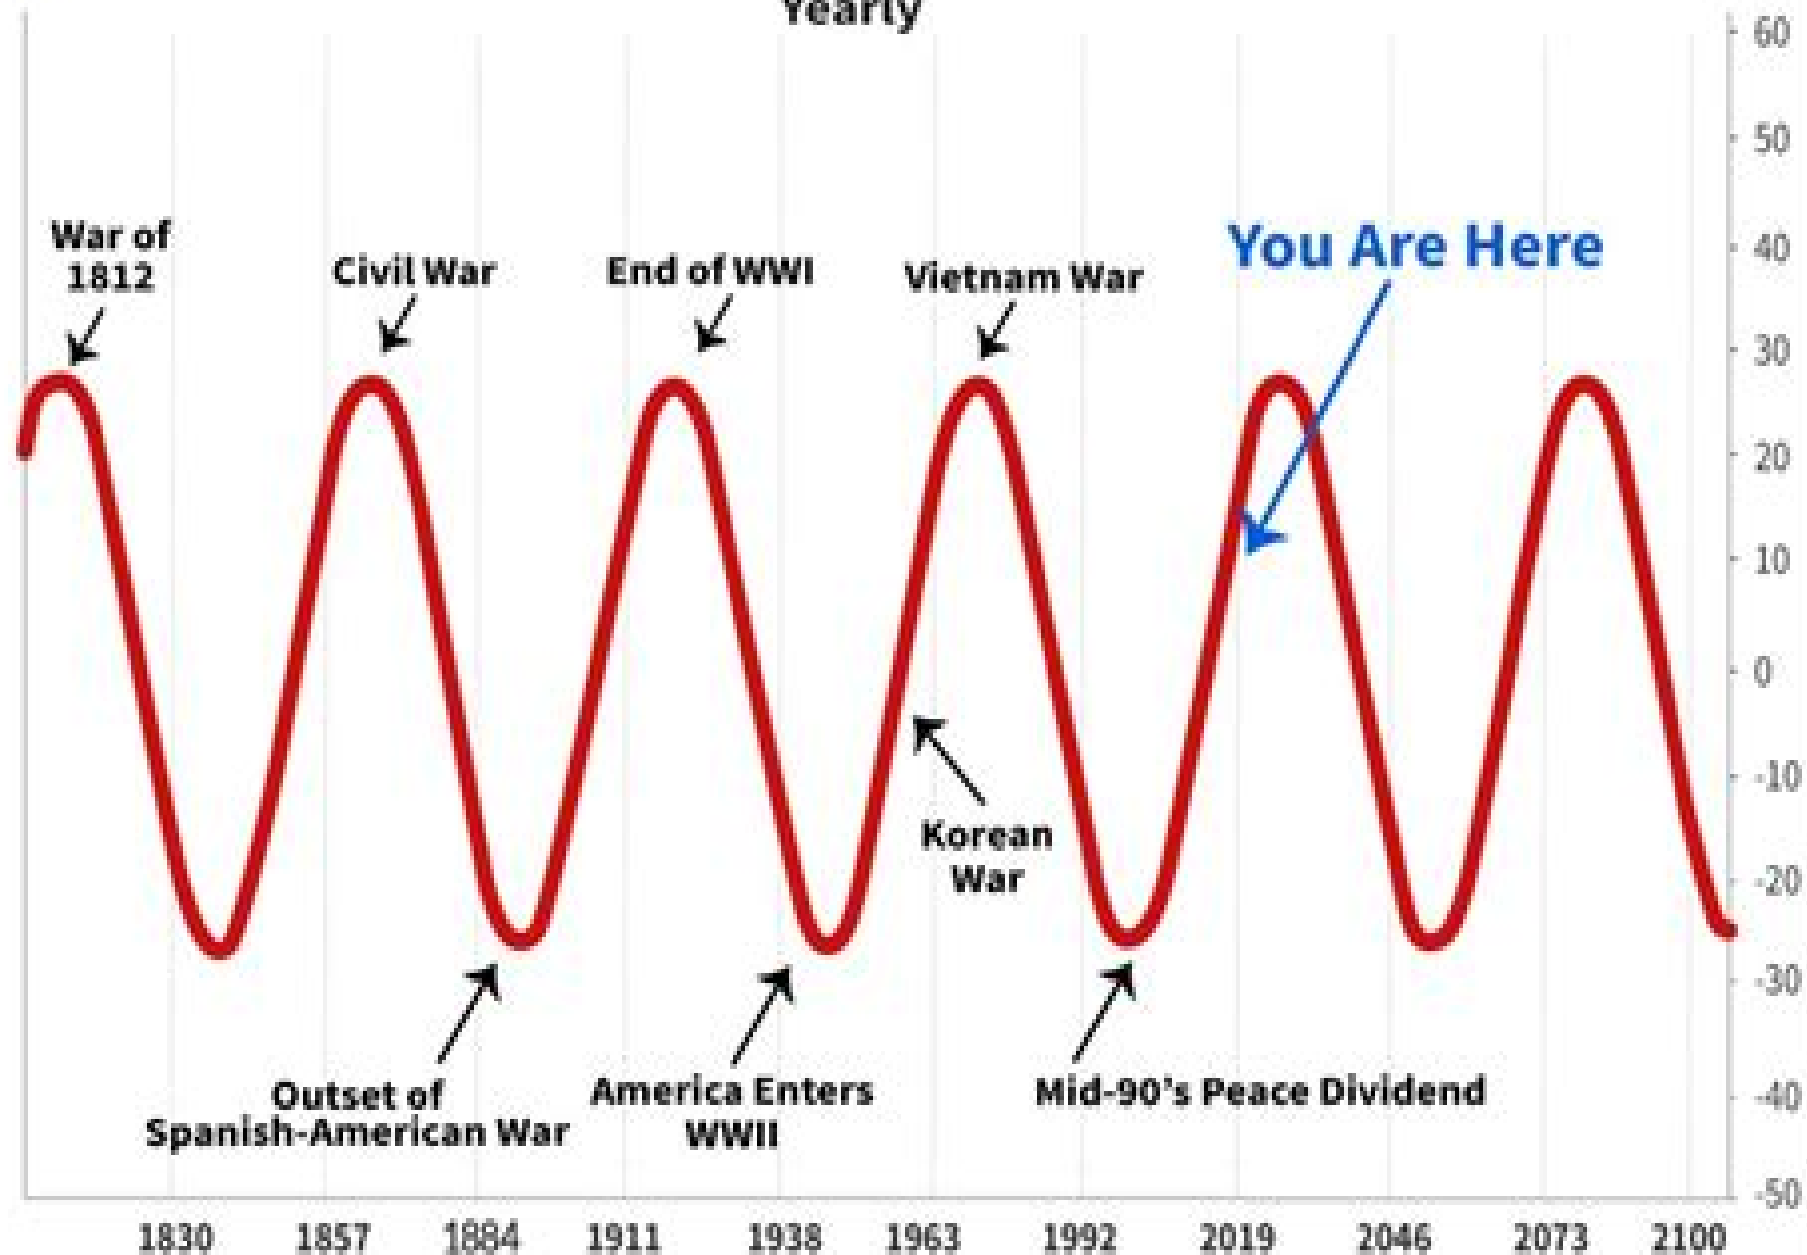 Yearly
60
50
40
30
20
10
0
-10
-20
-30
-40
-50
War of
1812
Civil War
End of WWI
Vietnam War
You Are Here
Korean
War
Outset of
Spanish-American War
America Enters
WWII
Mid-90's Peace Dividend
1830 1857 1884 1911 1938 1963 1992 2019 2046 2073 2100